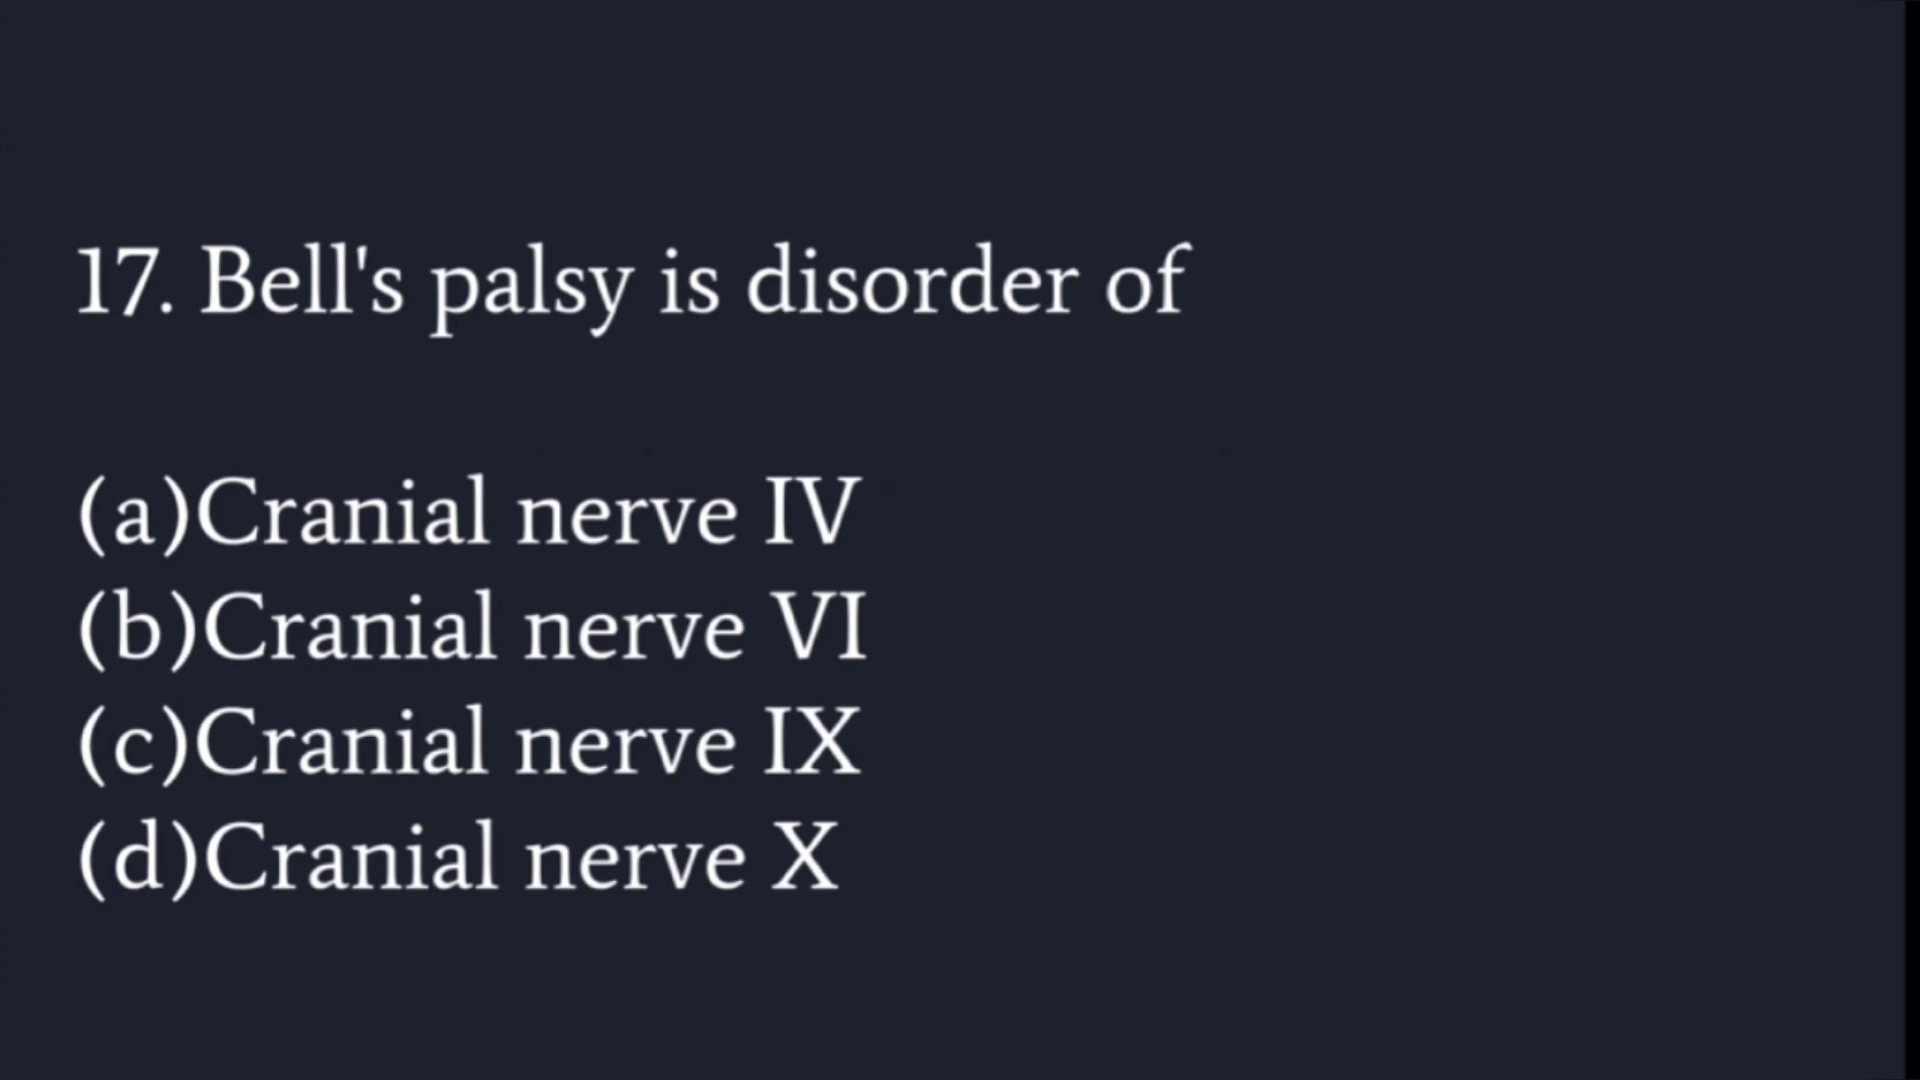 17. Bell's palsy is disorder of
(a)Cranial nerve IV
(b)Cranial nerve VI
(c)Cranial nerve IX
(d)Cranial nerve X